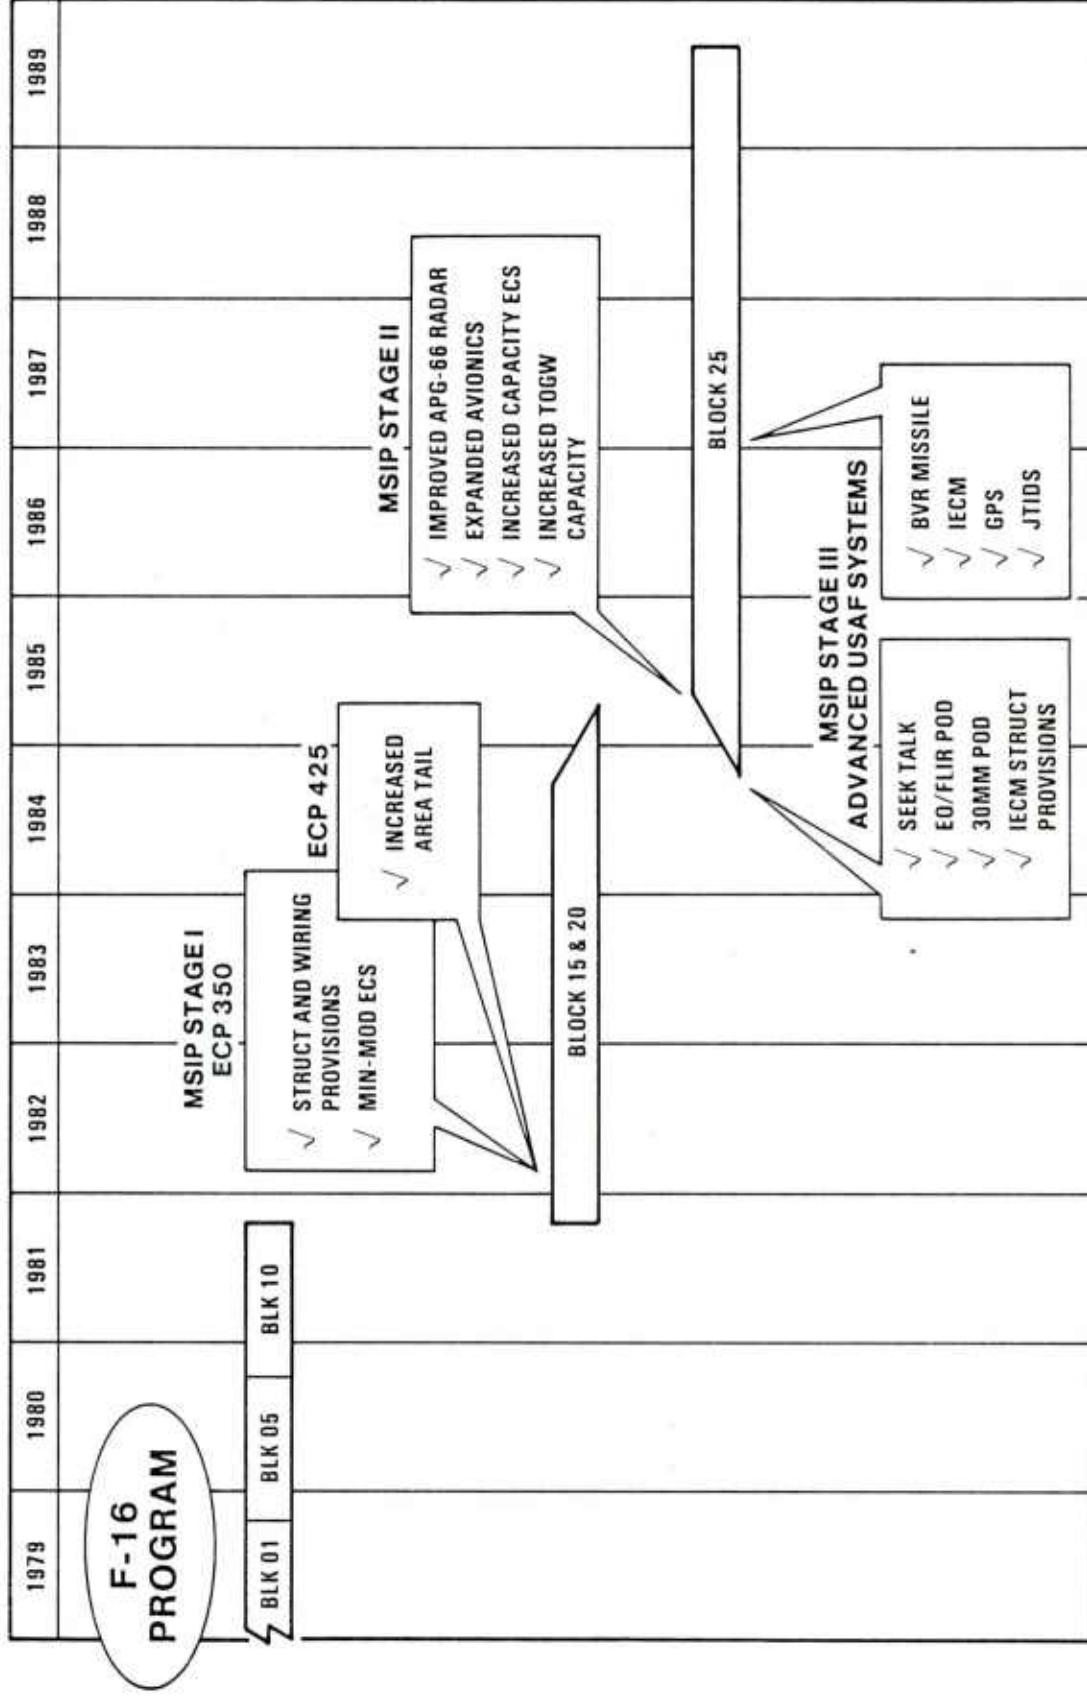 1979 1980 1981 1982 1983 1984 1985 1986 1987 1988 1989
F-16
PROGRAM
BLK 01 BLK 05 BLK 10
MSIP STAGE I
ECP 350
√ STRUCT AND WIRING
PROVISIONS
√ MIN-MOD ECS
ECP 425
√ INCREASED
AREA TAIL
BLOCK 15 & 20
MSIP STAGE II
√ IMPROVED APG-66 RADAR
√ EXPANDED AVIONICS
√ INCREASED CAPACITY ECS
√ INCREASED TOGW
CAPACITY
BLOCK 25
MSIP STAGE III
ADVANCED USAF SYSTEMS
√ SEEK TALK
√ EO/FLIR POD
√ 30MM POD
√ IECM STRUCT
PROVISIONS
√ BVR MISSILE
√ IECM
√ GPS
√ JTIDS